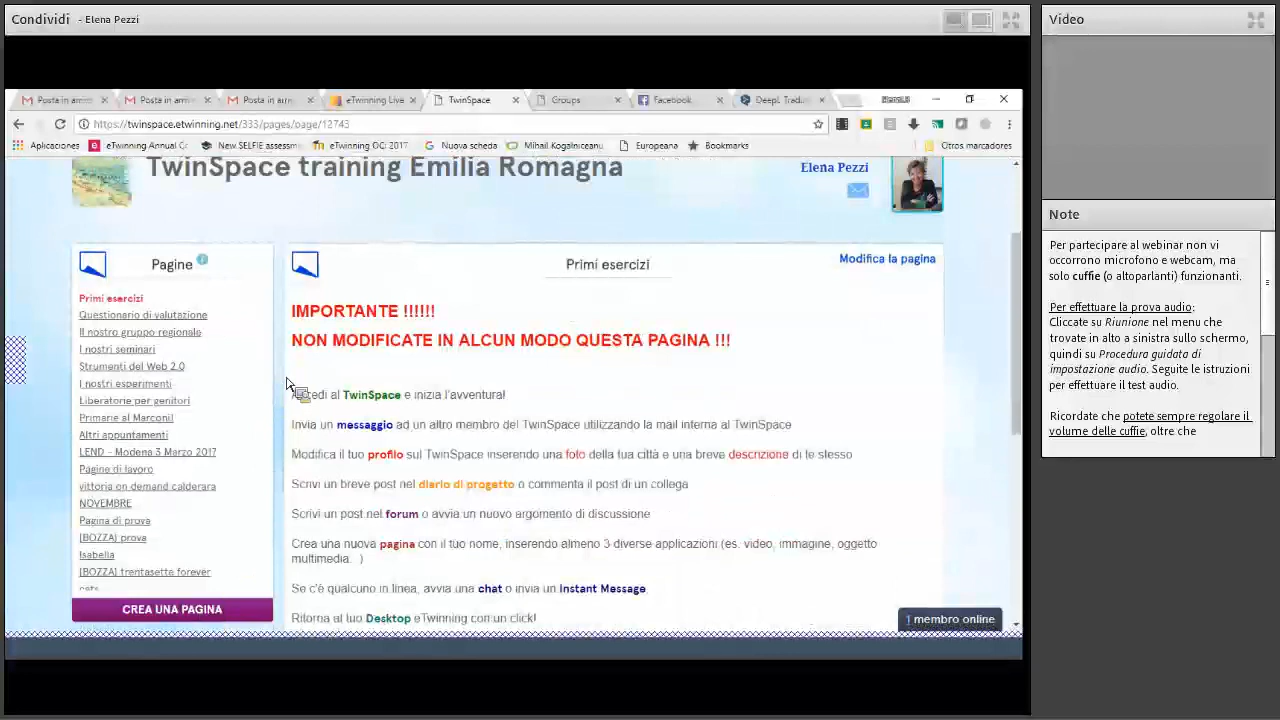 Condividi - Elena Pezzi
Video
Posta in arri
Posta in arriv
Posta in arri
eTwinning Live
TwinSpace
Groups
Facebook
DeepL Tradu
https://twinspace.etwinning.net/333/pages/page/12743
Aplicaciones
eTwinning Annual Co
New SELFIE assessm
eTwinning OC: 2017
Nuova scheda
Mihail Kogalniceanu
Europeana
Bookmarks
Otros marcadores
TwinSpace training Emilia Romagna
Elena Pezzi
Pagine
Primi esercizi
Questionario di valutazione
Il nostro gruppo regionale
I nostri seminari
Strumenti del Web 2.0
I nostri esperimenti
Liberatorie per genitori
Primarie al Marconi!
Altri appuntamenti
LEND - Modena 3 Marzo 2017
Pagine di lavoro
vittoria on demand calderara
NOVEMBRE
Pagina di prova
[BOZZA] prova
Isabella
[BOZZA] trentasetta forever
CREA UNA PAGINA
Primi esercizi
Modifica la pagina
IMPORTANTE !!!!!!
NON MODIFICATE IN ALCUN MODO QUESTA PAGINA !!!
Accedi al TwinSpace e inizia l'avventura!
Invia un messaggio ad un altro membro del TwinSpace utilizzando la mail interna al TwinSpace
Modifica il tuo profilo sul TwinSpace inserendo una foto della tua città e una breve descrizione di te stesso
Scrivi un breve post nel diario di progetto o commenta il post di un collega
Scrivi un post nel forum o avvia un nuovo argomento di discussione
Crea una nuova pagina con il tuo nome, inserendo almeno 3 diverse applicazioni (es. video, immagine, oggetto
multimedia...)
Se c'è qualcuno in linea, avvia una chat o invia un Instant Message
Ritorna al tuo Desktop eTwinning con un click!
1 membro online
Note
Per partecipare al webinar non vi
occorrono microfono e webcam, ma
solo cuffie (o altoparlanti) funzionanti.
Per effettuare la prova audio:
Cliccate su Riunione nel menu che
trovate in alto a sinistra sullo schermo,
quindi su Procedura guidata di
impostazione audio. Seguite le istruzioni
per effettuare il test audio.
Ricordate che potete sempre regolare il
volume delle cuffie, oltre che